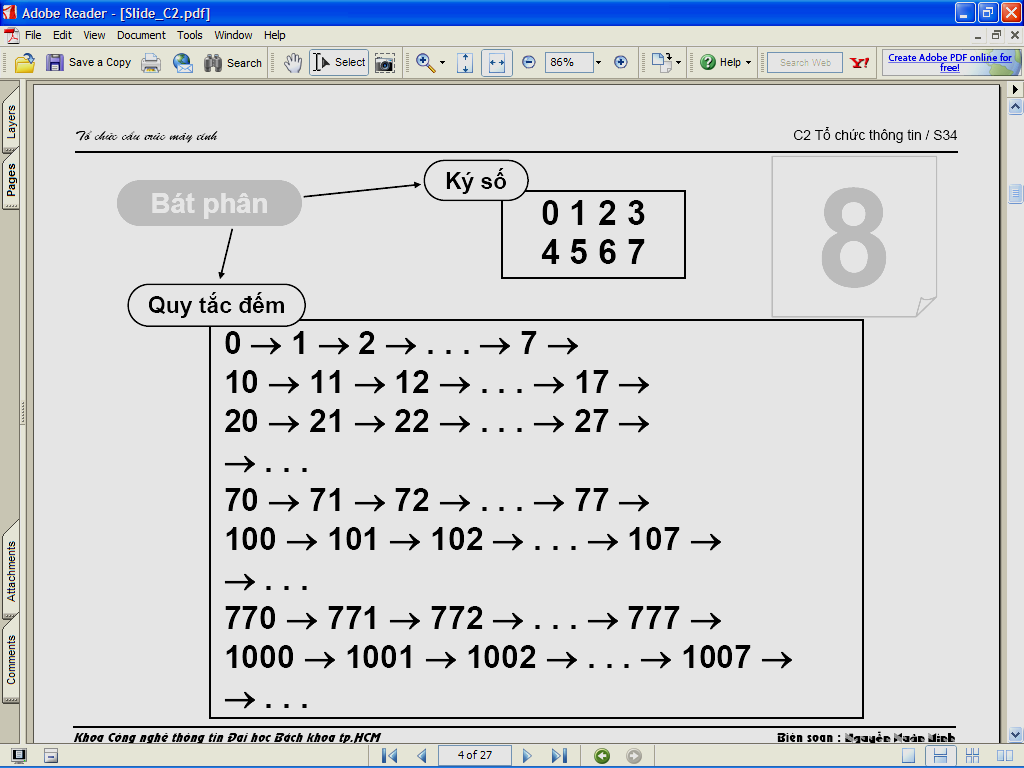 Adobe Reader - [Slide_C2.pdf]
File Edit View Document Tools Window Help
Save a Copy Search Select 86% Help Search Web Y! Create Adobe PDF online for free!
Layers
Pages
Attachments
Comments
Tổ chức cấu trúc máy tính
C2 Tổ chức thông tin / S34
Bát phân
Ký số
0 1 2 3
4 5 6 7
8
Quy tắc đếm
0 → 1 → 2 → . . . → 7 →
10 → 11 → 12 → . . . → 17 →
20 → 21 → 22 → . . . → 27 →
→ . . .
70 → 71 → 72 → . . . → 77 →
100 → 101 → 102 → . . . → 107 →
→ . . .
770 → 771 → 772 → . . . → 777 →
1000 → 1001 → 1002 → . . . → 1007 →
→ . . .
Khoa Công nghệ thông tin Đại học Bách khoa tp.HCM
Biên soạn : Nguyễn
4 of 27